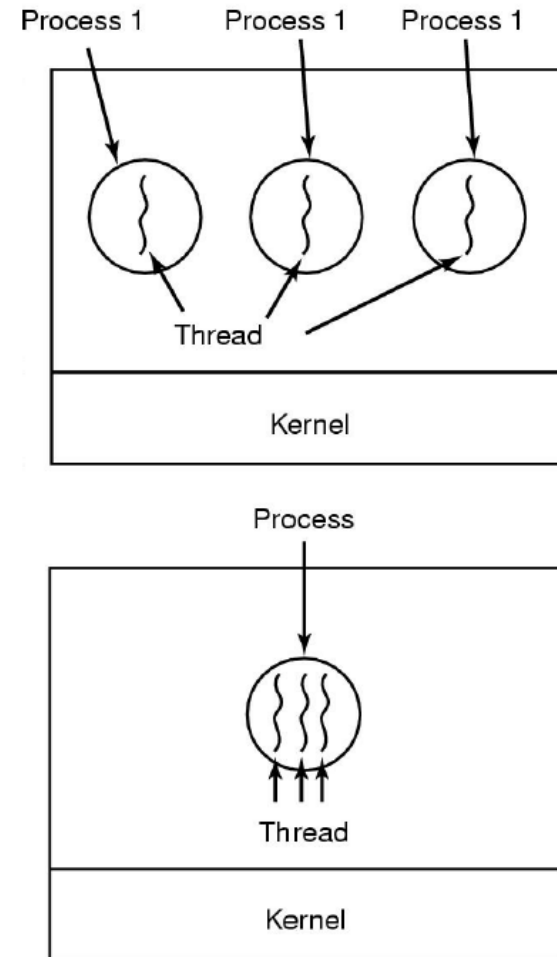 Process 1 Process 1 Process 1
Thread
Kernel
Process
Thread
Kernel